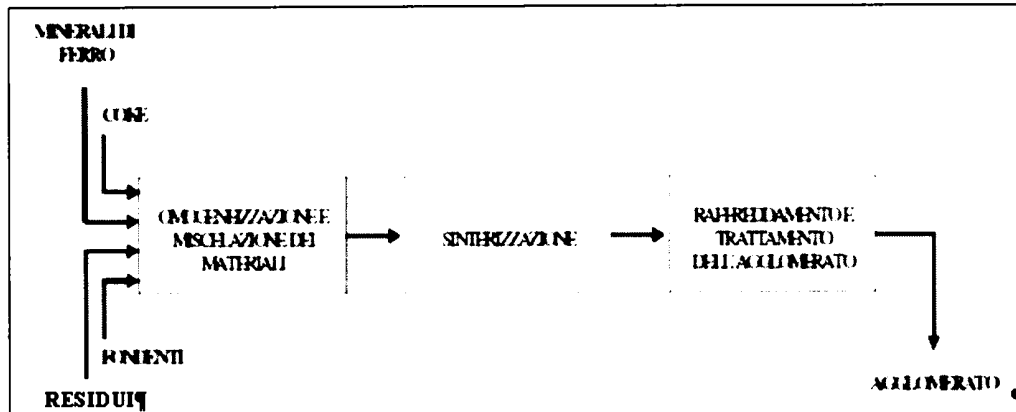 MINERALI DI
FERRO
COKE
OMOGENEIZZAZIONE E
MISCELAZIONE DEI
MATERIALI
SINTERIZZAZIONE
RAFFREDDAMENTO E
TRATTAMENTO
DELL'AGGLOMERATO
FONDENTI
RESIDUI¶
AGGLOMERATO